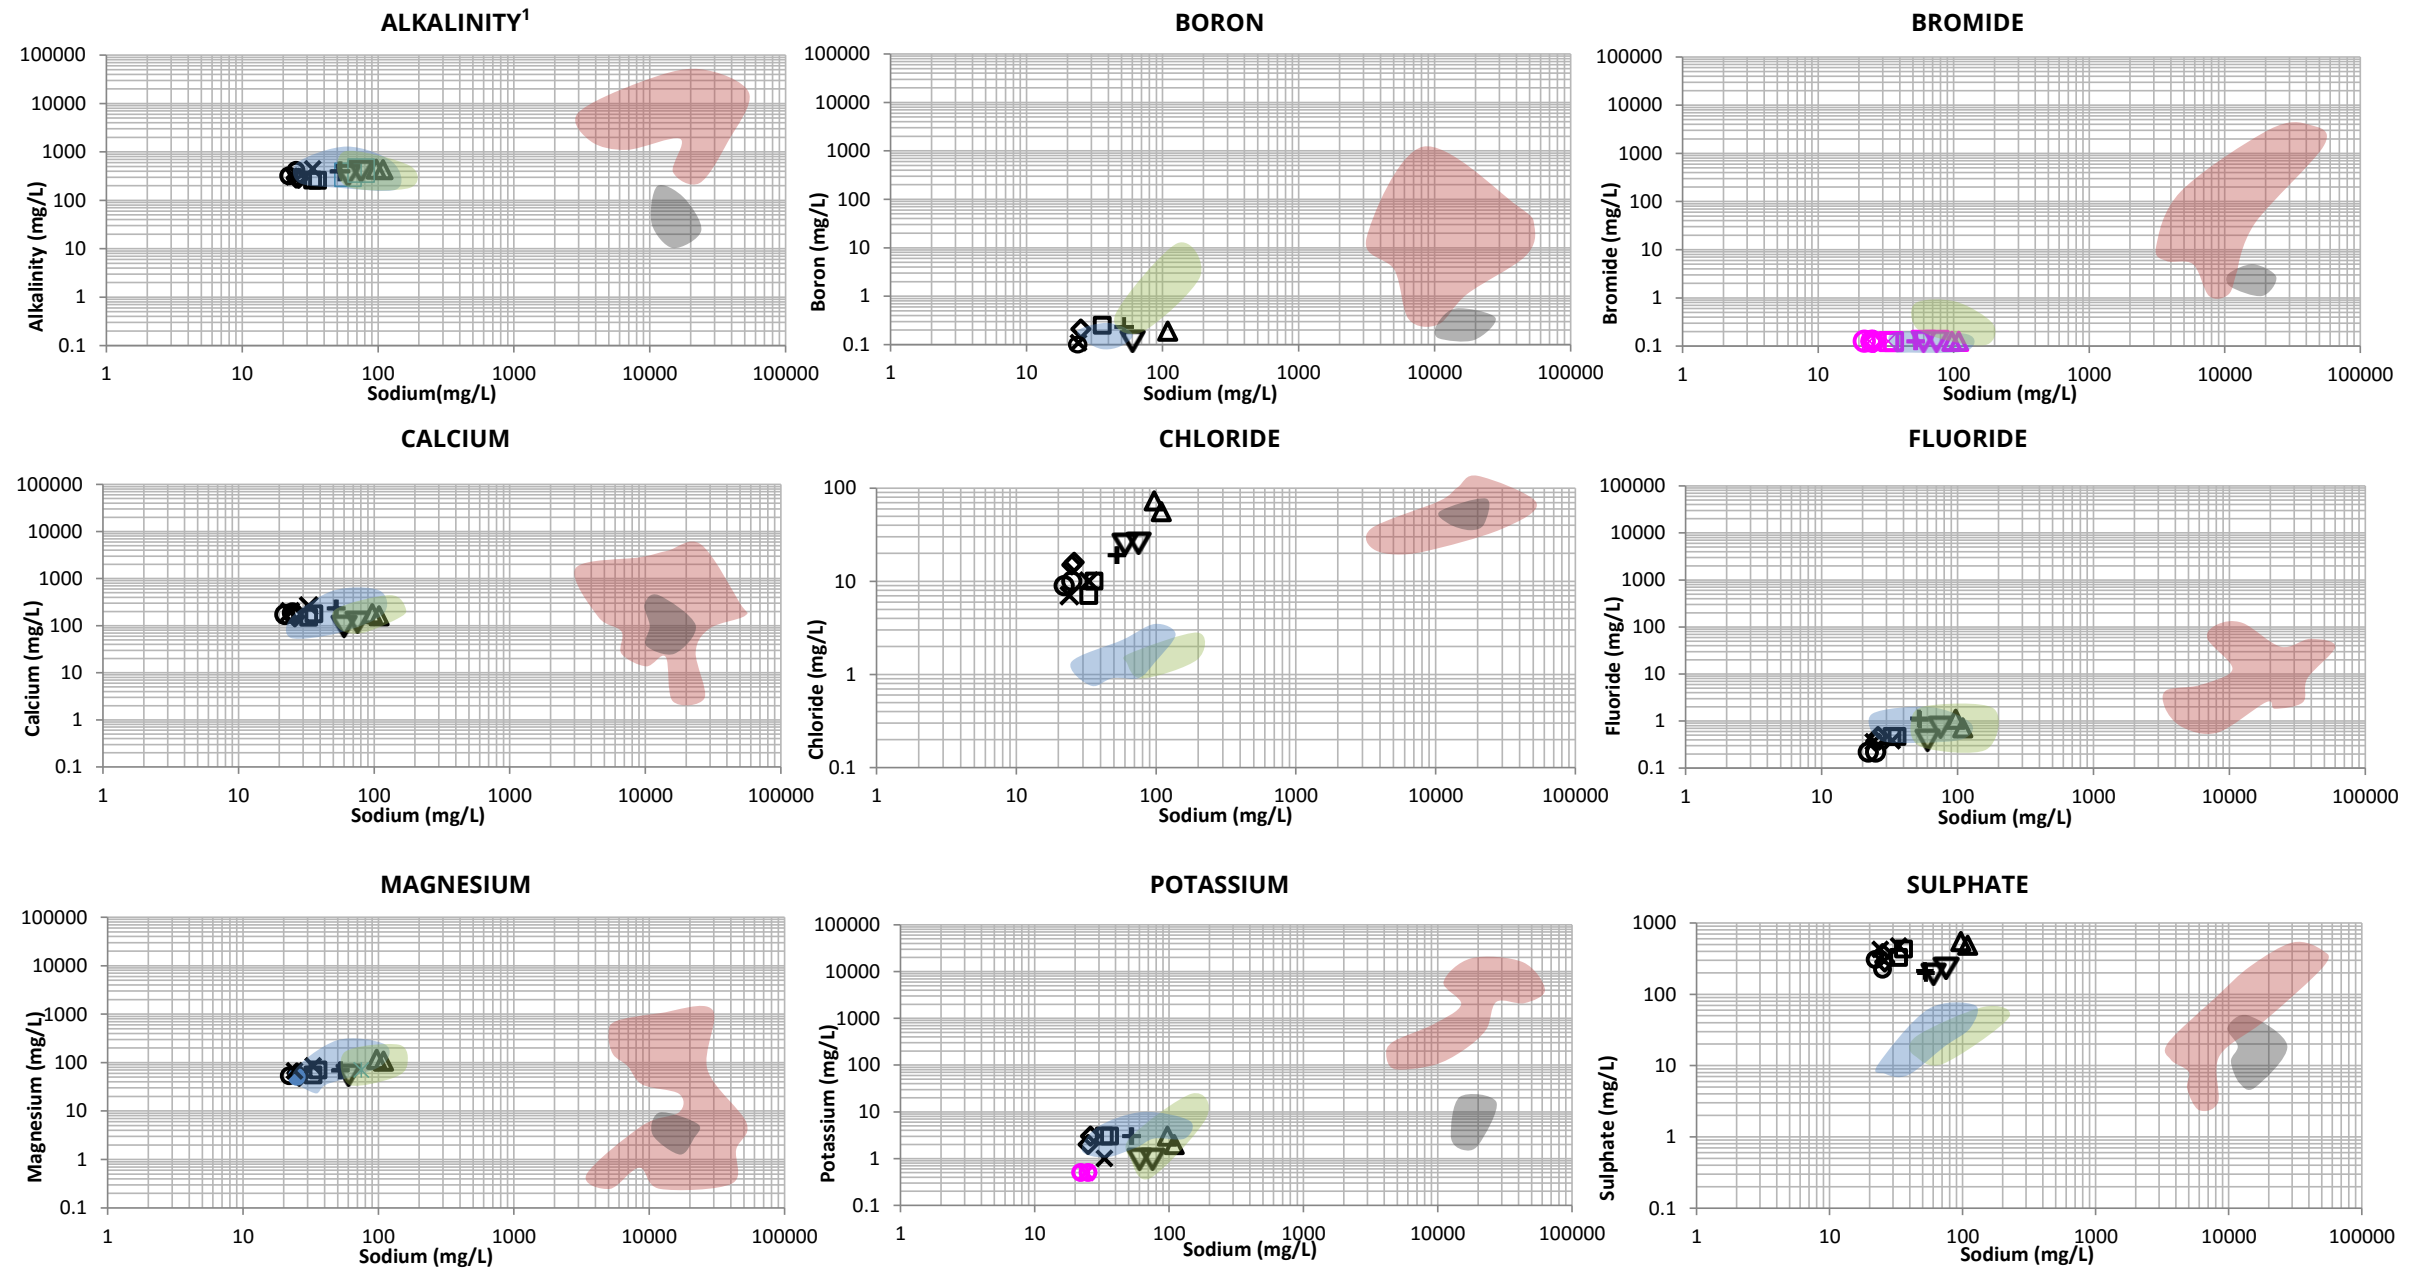 ALKALINITY¹
100000
10000
1000
100
10
1
0.1
Alkalinity (mg/L)
1 10 100 1000 10000 100000
Sodium(mg/L)
BORON
100000
10000
1000
100
10
1
0.1
Boron (mg/L)
1 10 100 1000 10000 100000
Sodium (mg/L)
BROMIDE
100000
10000
1000
100
10
1
0.1
Bromide (mg/L)
1 10 100 1000 10000 100000
Sodium (mg/L)
CALCIUM
100000
10000
1000
100
10
1
0.1
Calcium (mg/L)
1 10 100 1000 10000 100000
Sodium (mg/L)
CHLORIDE
100
10
1
0.1
Chloride (mg/L)
1 10 100 1000 10000 100000
Sodium (mg/L)
FLUORIDE
100000
10000
1000
100
10
1
0.1
Fluoride (mg/L)
1 10 100 1000 10000 100000
Sodium (mg/L)
MAGNESIUM
100000
10000
1000
100
10
1
0.1
Magnesium (mg/L)
1 10 100 1000 10000 100000
Sodium (mg/L)
POTASSIUM
100000
10000
1000
100
10
1
0.1
Potassium (mg/L)
1 10 100 1000 10000 100000
Sodium (mg/L)
SULPHATE
1000
100
10
1
0.1
Sulphate (mg/L)
1 10 100 1000 10000 100000
Sodium (mg/L)